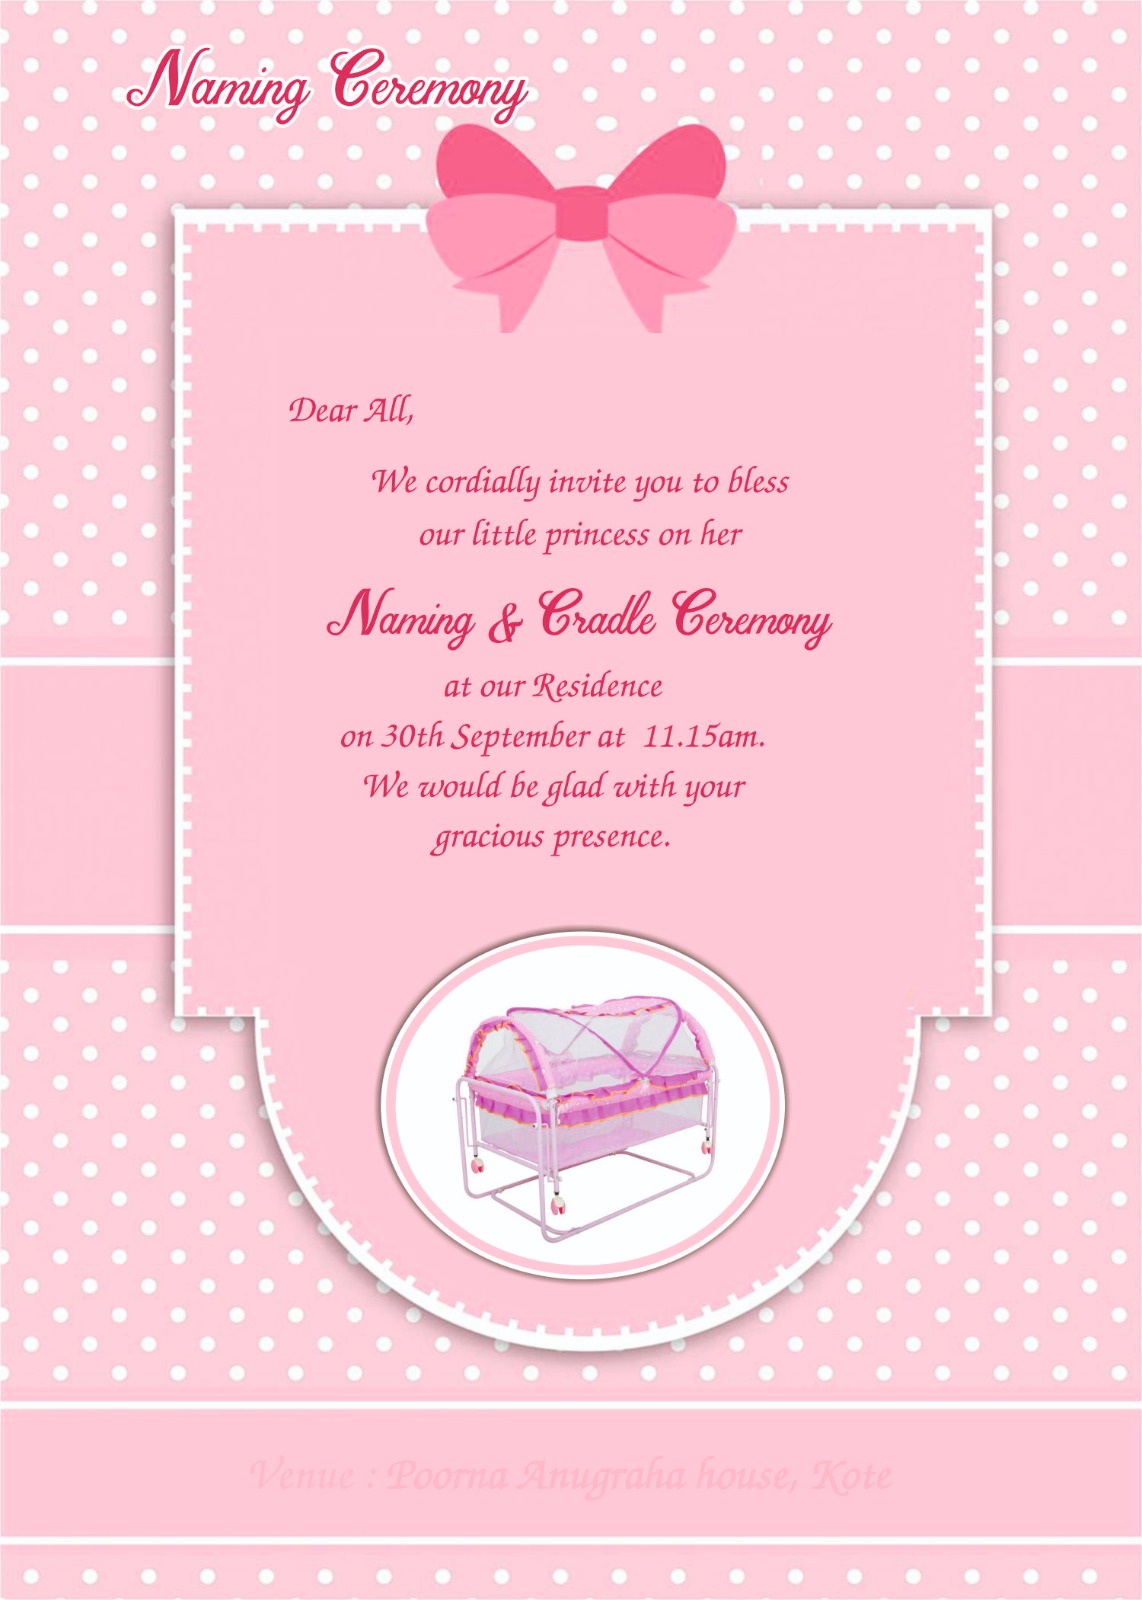 Naming Ceremony
Dear All,
We cordially invite you to bless
our little princess on her
Naming & Cradle Ceremony
at our Residence
on 30th September at 11.15am.
We would be glad with your
gracious presence.
Venue : Poorna Anugraha house, Kote